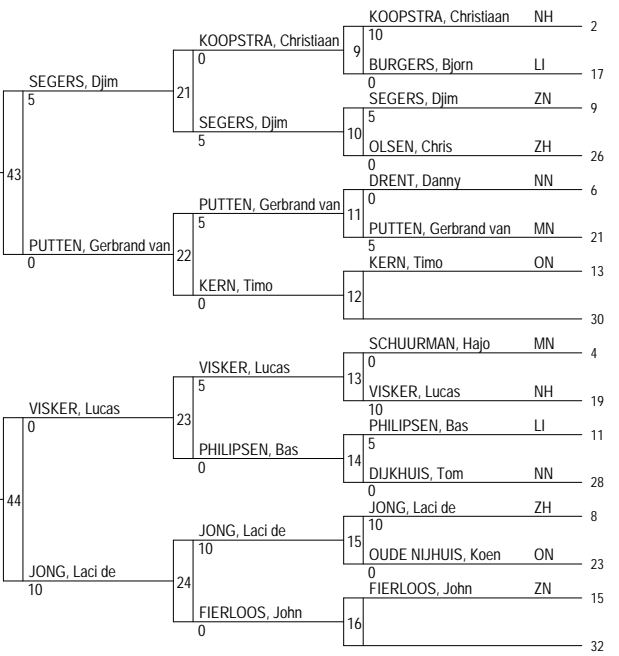 KOOPSTRA, Christiaan NH 2
10
9
BURGERS, Bjorn LI 17
0
KOOPSTRA, Christiaan
0
21
SEGERS, Djim
5
SEGERS, Djim ZN 9
5
10
OLSEN, Chris ZH 26
0
SEGERS, Djim
5
43
PUTTEN, Gerbrand van
0
DRENT, Danny NN 6
0
11
PUTTEN, Gerbrand van MN 21
5
PUTTEN, Gerbrand van
5
22
KERN, Timo
0
KERN, Timo ON 13
12
30
SCHUURMAN, Hajo MN 4
0
13
VISKER, Lucas NH 19
10
VISKER, Lucas
5
23
PHILIPSEN, Bas
0
PHILIPSEN, Bas LI 11
5
14
DIJKHUIS, Tom NN 28
0
VISKER, Lucas
0
44
JONG, Laci de
10
JONG, Laci de ZH 8
10
15
OUDE NIJHUIS, Koen ON 23
0
JONG, Laci de
10
24
FIERLOOS, John
0
FIERLOOS, John ZN 15
16
32